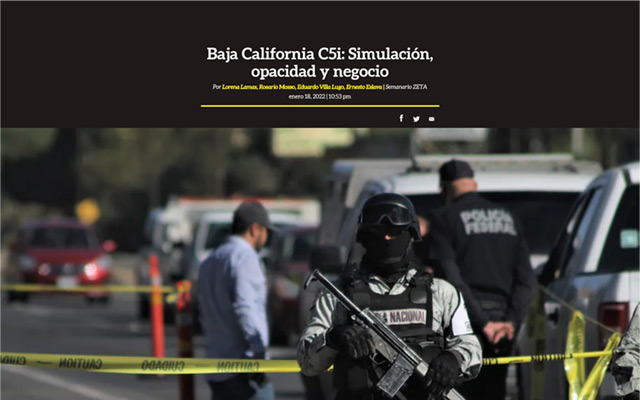 Baja California C5i: Simulación,
opacidad y negocio
Por Lorena Lamas, Rosario Mosso, Eduardo Villa Lugo, Ernesto Eslava | Semanario ZETA
enero 18, 2022 | 10:53 pm
POLICIA
FEDERAL
NACIONAL
CAUTION CUIDADO CAUTION
CAUTION